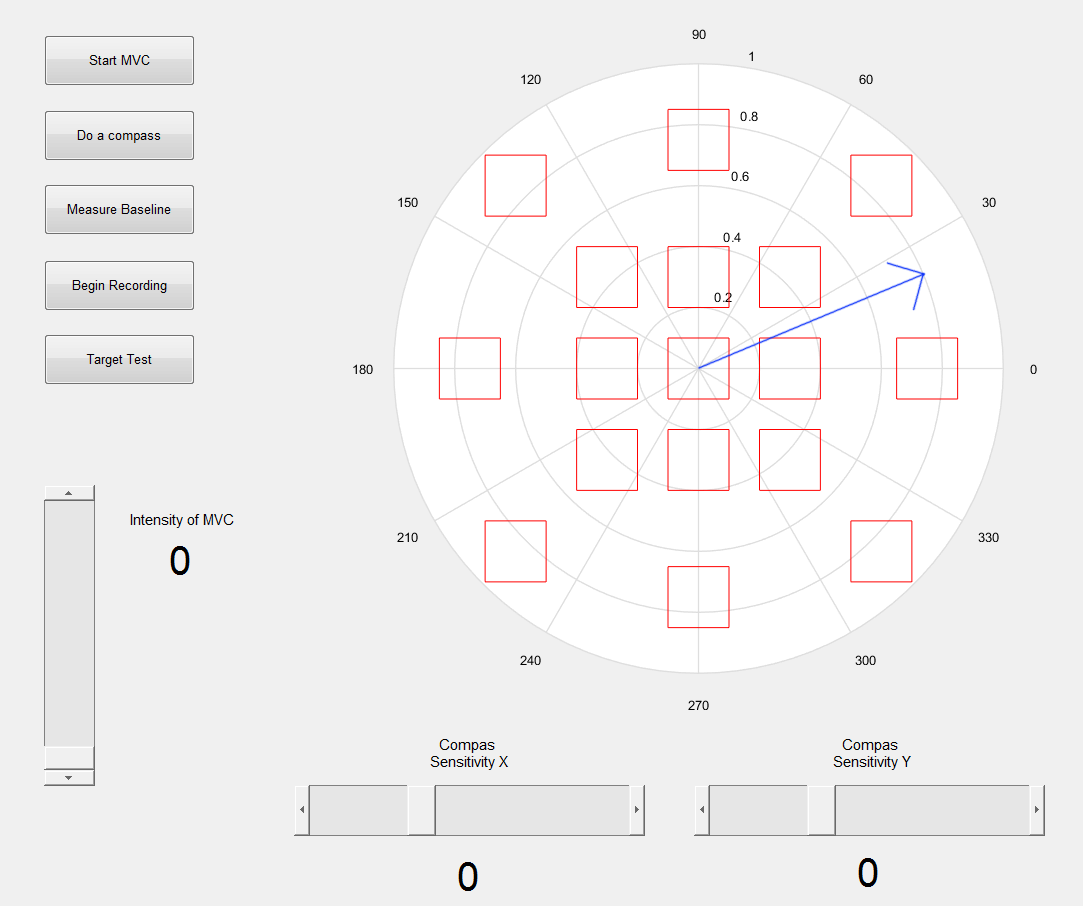 Start MVC
Do a compass
Measure Baseline
Begin Recording
Target Test
Intensity of MVC
0
90
1
120
60
0.8
0.6
150
30
0.4
0.2
180
0
210
330
240
300
270
Compas
Sensitivity X
0
Compas
Sensitivity Y
0